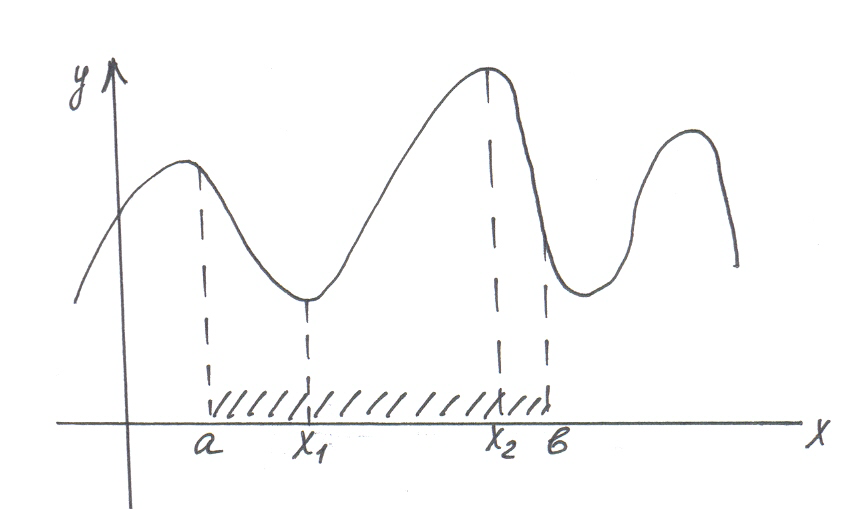 y
a x₁ x₂ b x